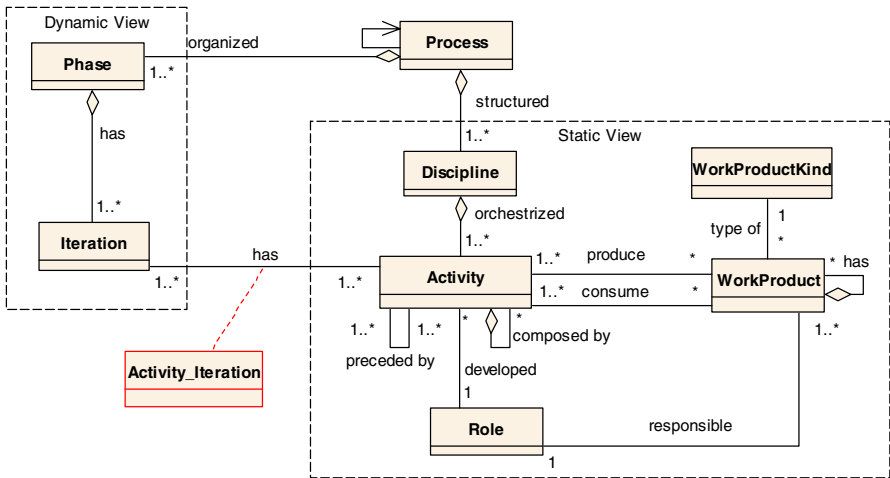 Dynamic View
organized
Process
Phase
1..*
structured
has
1..*
Static View
Discipline
WorkProductKind
orchestrized
1
1..*
type of
1..*
*
Iteration
has
1..*
produce
*
*
has
Activity
WorkProduct
1..*
1..*
1..*
consume
*
1..*
1..*
*
*
1..*
composed by
preceded by
Activity_Iteration
developed
1
Role
responsible
1